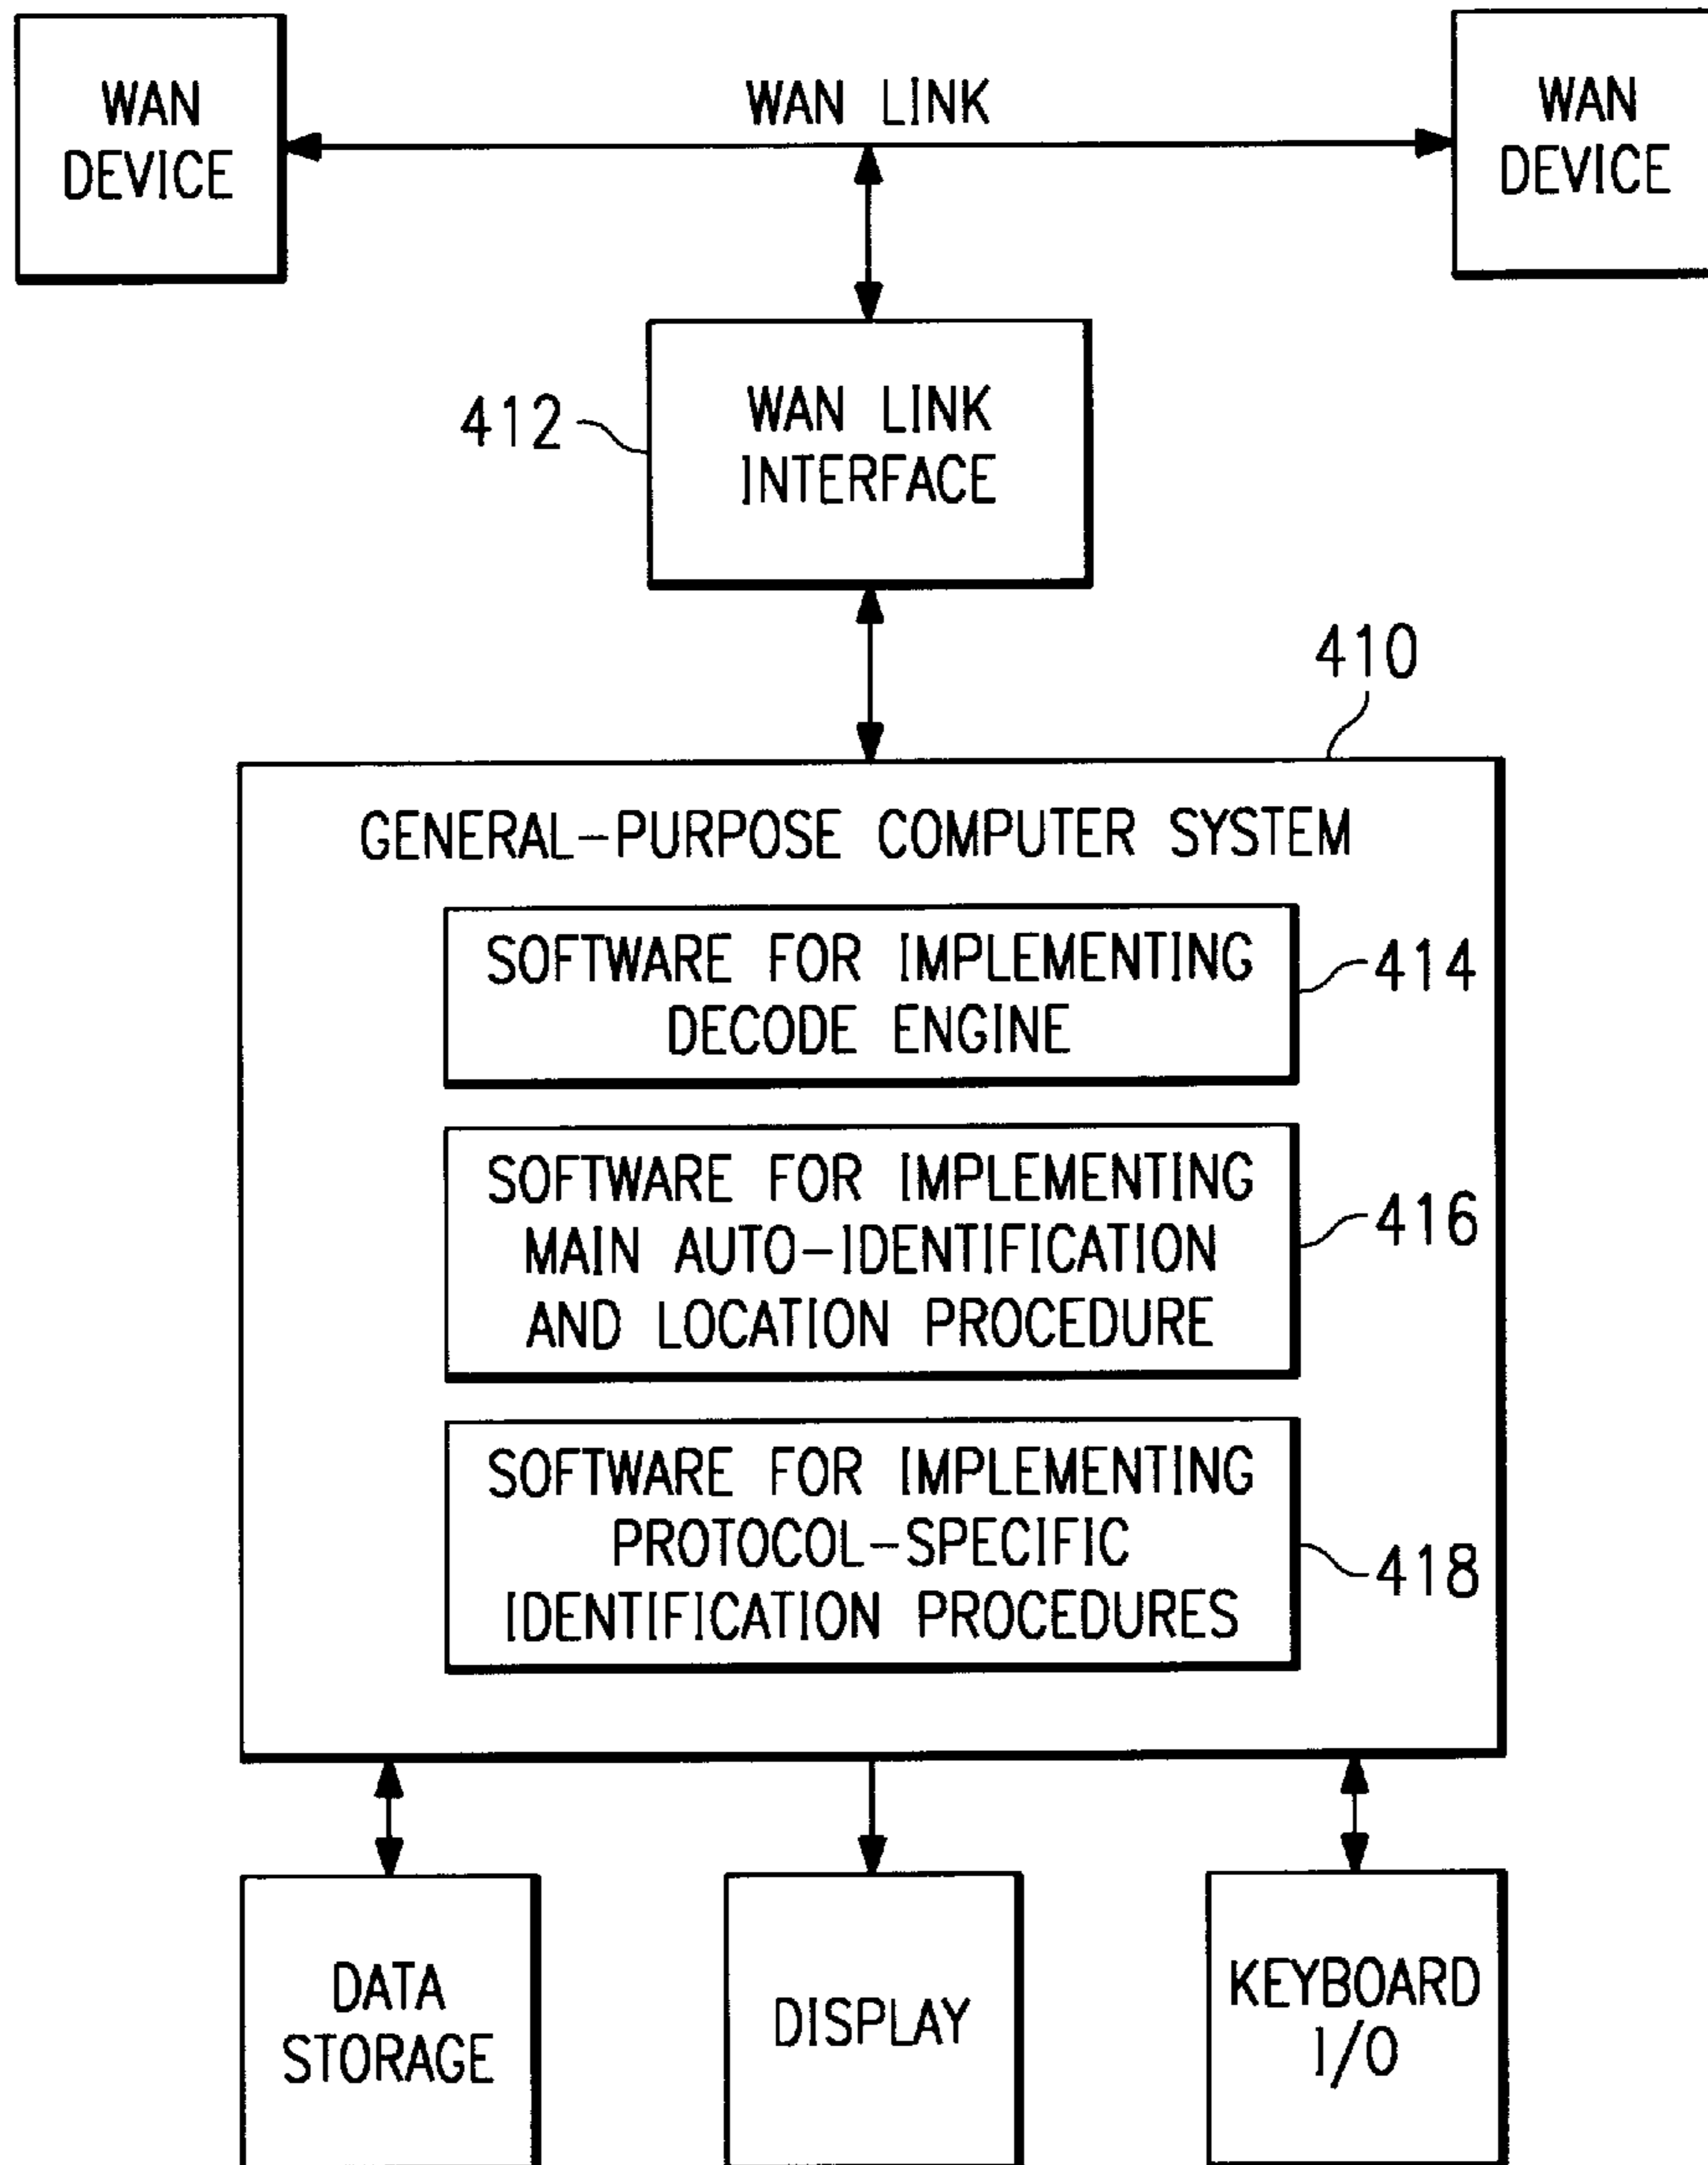 WAN
DEVICE
WAN LINK
WAN
DEVICE
412
WAN LINK
INTERFACE
410
GENERAL-PURPOSE COMPUTER SYSTEM
SOFTWARE FOR IMPLEMENTING
DECODE ENGINE
414
SOFTWARE FOR IMPLEMENTING
MAIN AUTO-IDENTIFICATION
AND LOCATION PROCEDURE
416
SOFTWARE FOR IMPLEMENTING
PROTOCOL-SPECIFIC
IDENTIFICATION PROCEDURES
418
DATA
STORAGE
DISPLAY
KEYBOARD
I/O